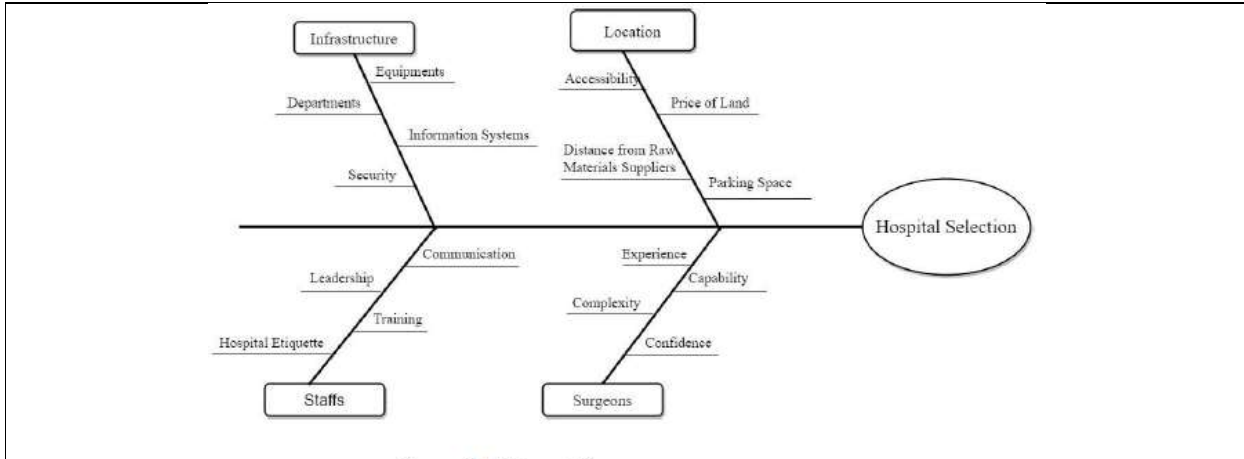 Infrastructure
Location
Equipments
Accessibility
Departments
Price of Land
Information Systems
Distance from Raw
Materials Suppliers
Security
Parking Space
Hospital Selection
Communication
Experience
Leadership
Capability
Complexity
Training
Hospital Etiquette
Confidence
Staffs
Surgeons